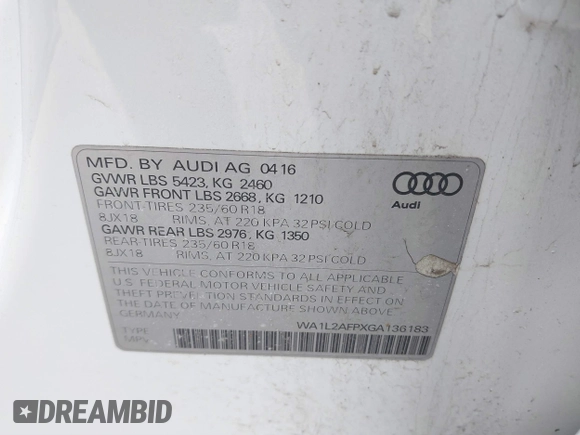 MFD. BY AUDI AG 04 16
GVWR LBS 5423, KG 2460
GAWR FRONT LBS 2668, KG 1210
FRONT-TIRES 235/60 R18
8JX18 RIMS, AT 220 KPA 32 PSI COLD
GAWR REAR LBS 2976, KG 1350
REAR-TIRES 235/60 R18
8JX18 RIMS, AT 220 KPA 32 PSI COLD
Audi
THIS VEHICLE CONFORMS TO ALL APPLICABLE
U.S. FEDERAL MOTOR VEHICLE SAFETY AND
THEFT PREVENTION STANDARDS IN EFFECT ON
THE DATE OF MANUFACTURE SHOWN ABOVE.
GERMANY
TYPE WA1L2AFPXGA136183
MPV
DREAMBID